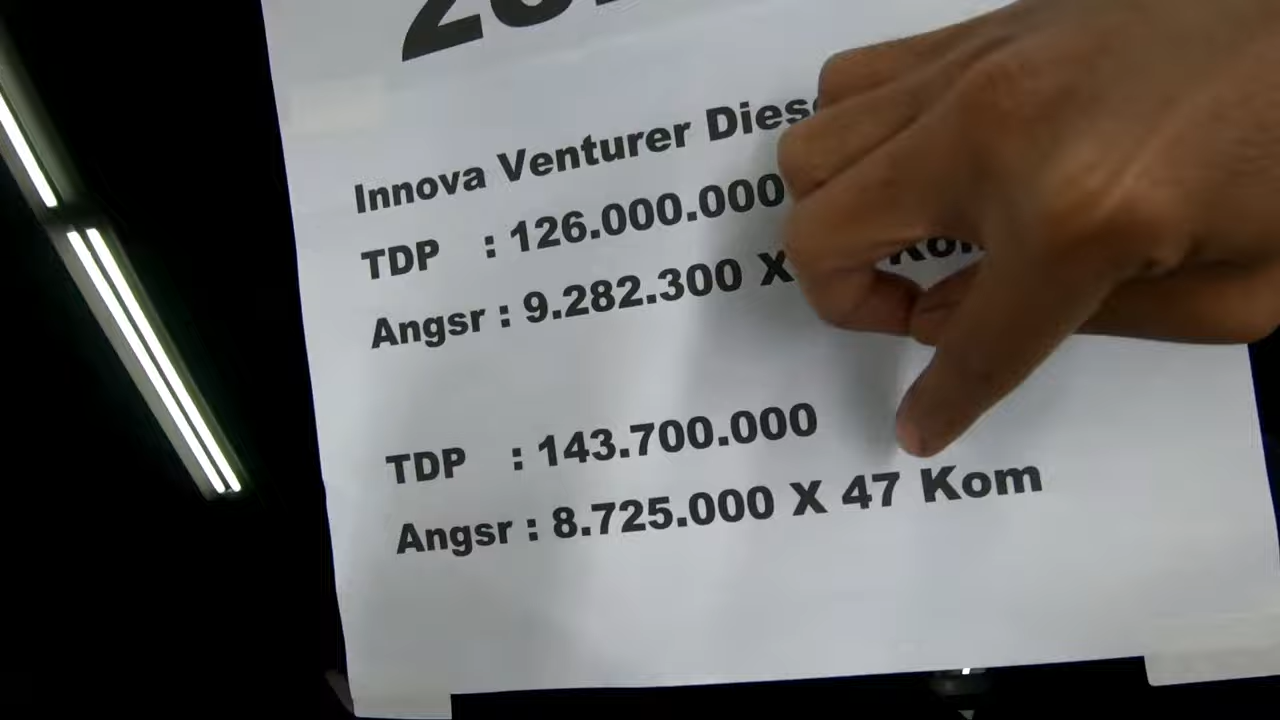 Innova Venturer
TDP : 126.000.000
Angsr : 9.282.300 X
TDP : 143.700.000
Angsr : 8.725.000 X 47 Kom